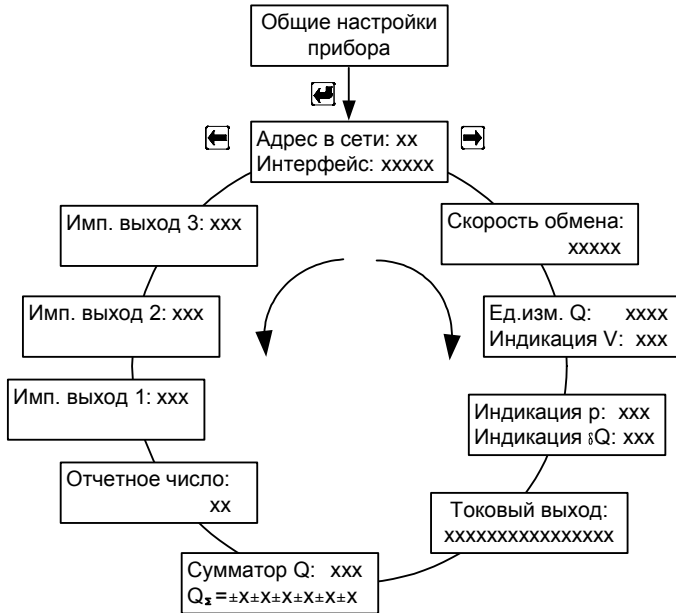 Общие настройки
прибора
Адрес в сети: xx
Интерфейс: xxxxx
Имп. выход 3: xxx
Скорость обмена:
xxxxx
Имп. выход 2: xxx
Ед.изм. Q: xxxx
Индикация V: xxx
Имп. выход 1: xxx
Индикация p: xxx
Индикация δQ: xxx
Отчетное число:
xx
Токовый выход:
xxxxxxxxxxxxxxxx
Сумматор Q: xxx
QΣ=±x±x±x±x±x±x